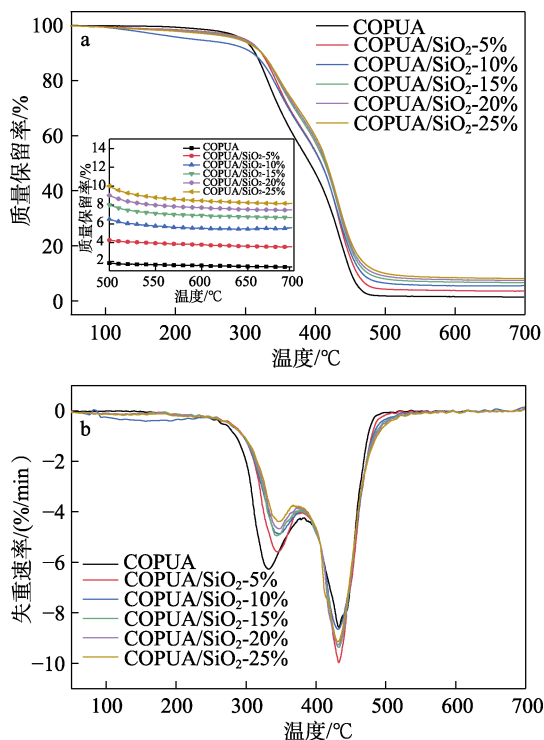 a
COPUA
COPUA/SiO₂-5%
COPUA/SiO₂-10%
COPUA/SiO₂-15%
COPUA/SiO₂-20%
COPUA/SiO₂-25%
质量保留率/%
100
80
60
40
20
0
质量保留率/%
14
12
10
8
6
4
2
COPUA
COPUA/SiO₂-5%
COPUA/SiO₂-10%
COPUA/SiO₂-15%
COPUA/SiO₂-20%
COPUA/SiO₂-25%
500 550 600 650 700
温度/℃
100 200 300 400 500 600 700
温度/℃
b
失重速率/(%/min)
0
−2
−4
−6
−8
−10
COPUA
COPUA/SiO₂-5%
COPUA/SiO₂-10%
COPUA/SiO₂-15%
COPUA/SiO₂-20%
COPUA/SiO₂-25%
100 200 300 400 500 600 700
温度/℃